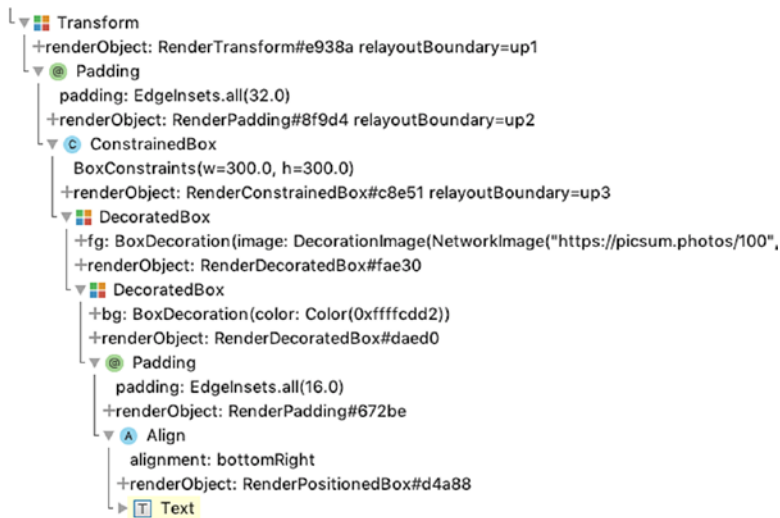 Transform
renderObject: RenderTransform#e938a relayoutBoundary=up1
Padding
padding: EdgeInsets.all(32.0)
renderObject: RenderPadding#8f9d4 relayoutBoundary=up2
C ConstrainedBox
BoxConstraints(w=300.0, h=300.0)
renderObject: RenderConstrainedBox#c8e51 relayoutBoundary=up3
DecoratedBox
fg: BoxDecoration(image: DecorationImage(NetworkImage("https://picsum.photos/100",
renderObject: RenderDecoratedBox#fae30
DecoratedBox
bg: BoxDecoration(color: Color(0xffffcdd2))
renderObject: RenderDecoratedBox#daed0
Padding
padding: EdgeInsets.all(16.0)
renderObject: RenderPadding#672be
A Align
alignment: bottomRight
renderObject: RenderPositionedBox#d4a88
T Text